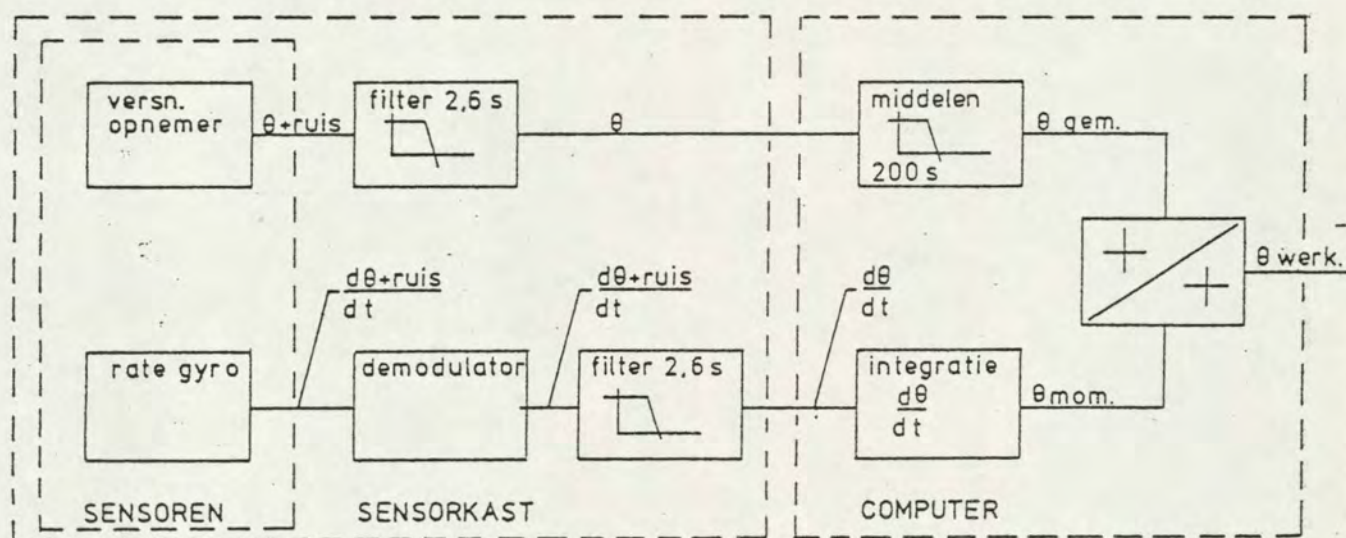 versn.
opnemer
θ+ruis
filter 2,6 s
θ
middelen
200 s
θ gem.
+
+
θ werk.
dθ+ruis
dt
dθ+ruis
dt
dθ
dt
rate gyro
demodulator
filter 2,6 s
integratie
dθ
dt
θmom.
SENSOREN
SENSORKAST
COMPUTER